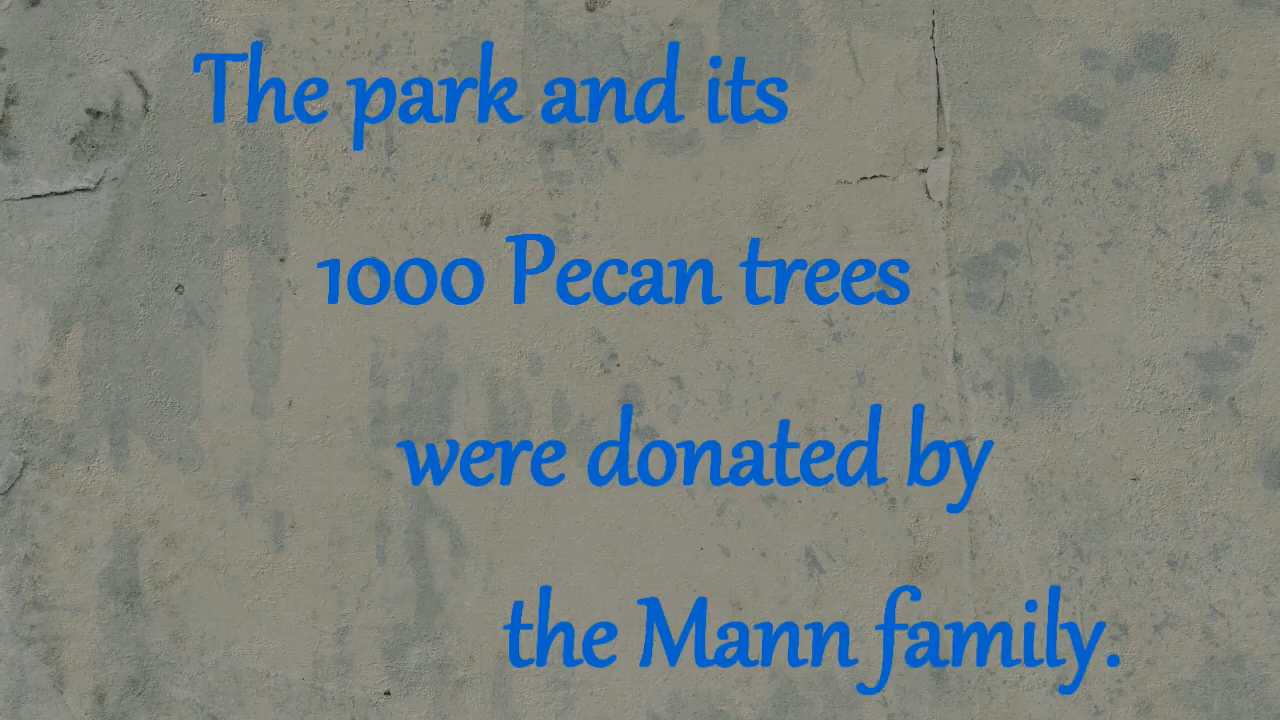 The park and its
1000 Pecan trees
were donated by
the Mann family.